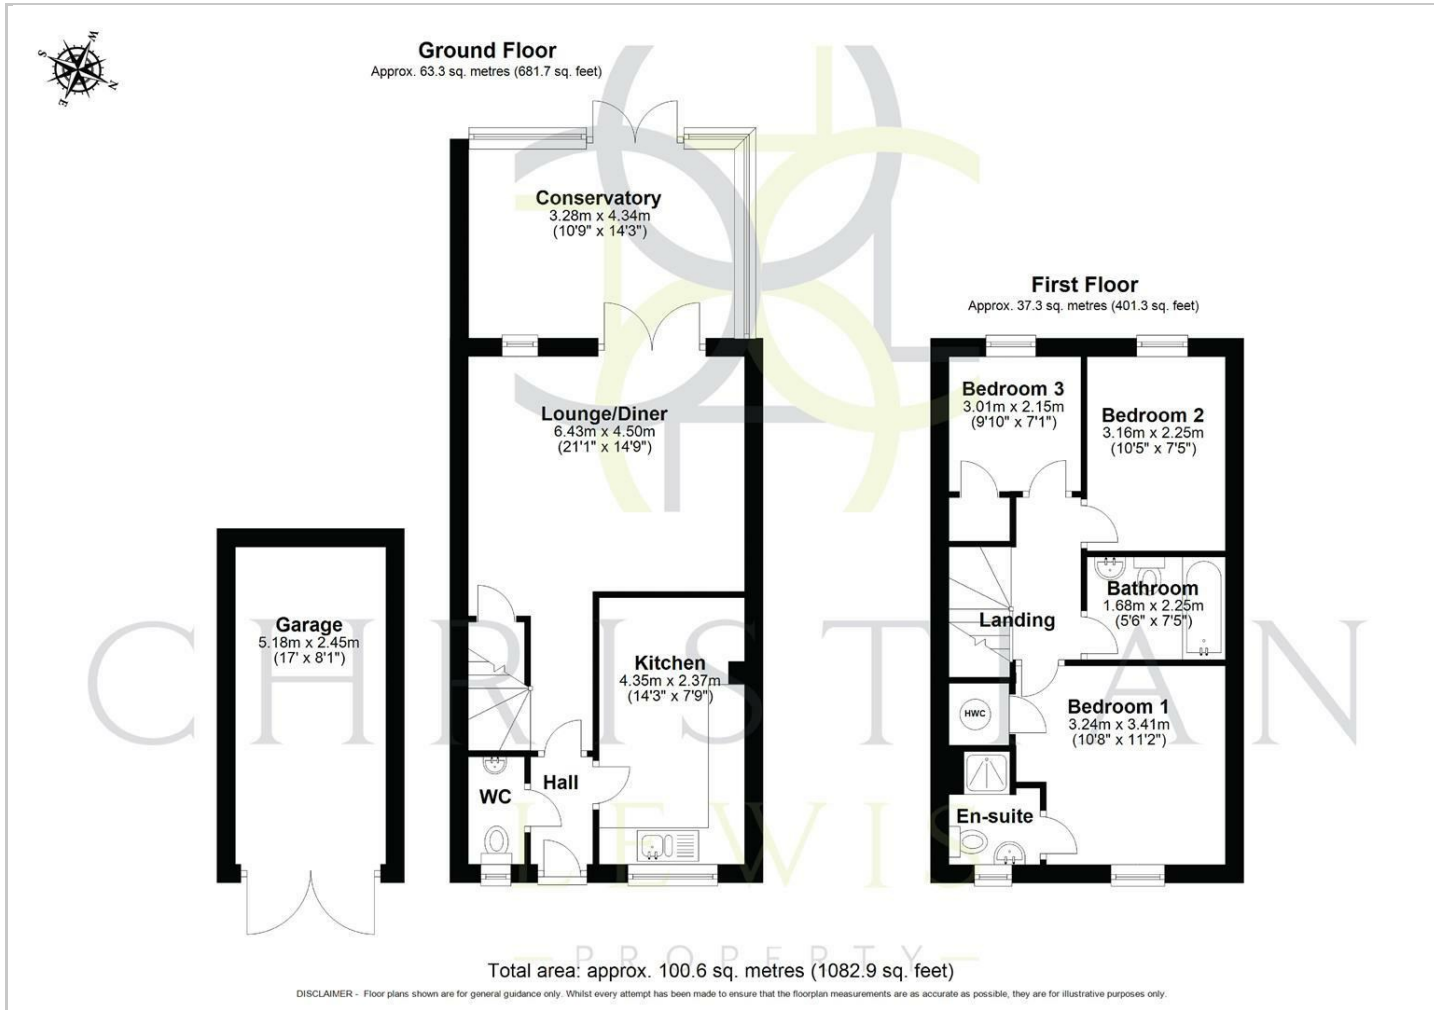 W
S
N
E
Ground Floor
Approx. 63.3 sq. metres (681.7 sq. feet)
Conservatory
3.28m x 4.34m
(10'9" x 14'3")
Lounge/Diner
6.43m x 4.50m
(21'1" x 14'9")
Garage
5.18m x 2.45m
(17' x 8'1")
Kitchen
4.35m x 2.37m
(14'3" x 7'9")
Hall
WC
First Floor
Approx. 37.3 sq. metres (401.3 sq. feet)
Bedroom 3
3.01m x 2.15m
(9'10" x 7'1")
Bedroom 2
3.16m x 2.25m
(10'5" x 7'5")
Bathroom
1.68m x 2.25m
(5'6" x 7'5")
Landing
HWC
Bedroom 1
3.24m x 3.41m
(10'8" x 11'2")
En-suite
CHRISTIAN
LEWIS
PROPERTY
Total area: approx. 100.6 sq. metres (1082.9 sq. feet)
DISCLAIMER - Floor plans shown are for general guidance only. Whilst every attempt has been made to ensure that the floorplan measurements are as accurate as possible, they are for illustrative purposes only.